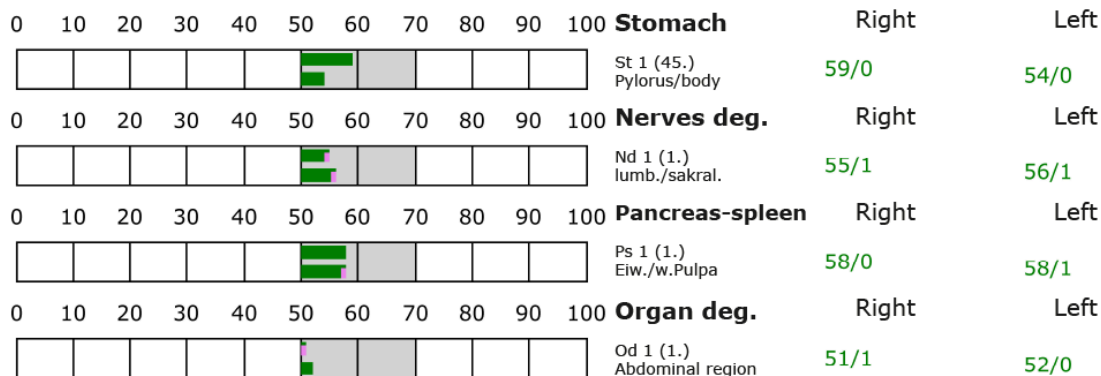 0 10 20 30 40 50 60 70 80 90 100 Stomach Right Left
St 1 (45.) 59/0 54/0
Pylorus/body
0 10 20 30 40 50 60 70 80 90 100 Nerves deg. Right Left
Nd 1 (1.) 55/1 56/1
lumb./sakral.
0 10 20 30 40 50 60 70 80 90 100 Pancreas-spleen Right Left
Ps 1 (1.) 58/0 58/1
Eiw./w.Pulpa
0 10 20 30 40 50 60 70 80 90 100 Organ deg. Right Left
Od 1 (1.) 51/1 52/0
Abdominal region